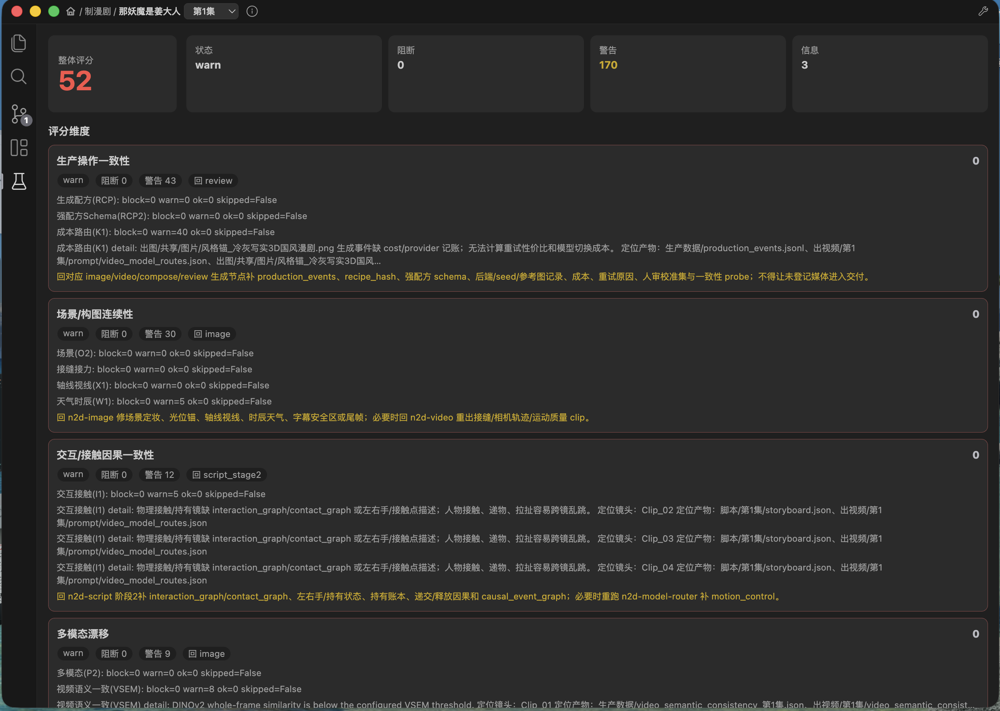 / 制漫剧 / 那妖魔是姜大人 第1集
整体评分
52
状态
warn
阻断
0
警告
170
信息
3
1
评分维度
生产操作一致性 0
warn 阻断 0 警告 43 回 review
生成配方(RCP): block=0 warn=0 ok=0 skipped=False
强配方Schema(RCP2): block=0 warn=0 ok=0 skipped=False
成本路由(K1): block=0 warn=40 ok=0 skipped=False
成本路由(K1) detail: 出图/共享/图片/风格锚_冷灰写实3D国风漫剧.png 生成事件缺 cost/provider 记账；无法计算重试性价比和模型切换成本。 定位产物：生产数据/production_events.jsonl、出视频/第1
集/prompt/video_model_routes.json、出图/共享/图片/风格锚_冷灰写实3D国风...
回对应 image/video/compose/review 生成节点补 production_events、recipe_hash、强配方 schema、后端/seed/参考图记录、成本、重试原因、人审校准集与一致性 probe；不得让未登记媒体进入交付。
场景/构图连续性 0
warn 阻断 0 警告 30 回 image
场景(O2): block=0 warn=0 ok=0 skipped=False
接缝接力: block=0 warn=0 ok=0 skipped=False
轴线视线(X1): block=0 warn=0 ok=0 skipped=False
天气时辰(W1): block=0 warn=5 ok=0 skipped=False
回 n2d-image 修场景定妆、光位锚、轴线视线、时辰天气、字幕安全区或尾帧；必要时回 n2d-video 重出接缝/相机轨迹/运动质量 clip。
交互/接触因果一致性 0
warn 阻断 0 警告 12 回 script_stage2
交互接触(I1): block=0 warn=5 ok=0 skipped=False
交互接触(I1) detail: 物理接触/持有镜缺 interaction_graph/contact_graph 或左右手/接触点描述；人物接触、递物、拉扯容易跨镜乱跳。 定位镜头：Clip_02 定位产物：脚本/第1集/storyboard.json、出视频/第1
集/prompt/video_model_routes.json
交互接触(I1) detail: 物理接触/持有镜缺 interaction_graph/contact_graph 或左右手/接触点描述；人物接触、递物、拉扯容易跨镜乱跳。 定位镜头：Clip_03 定位产物：脚本/第1集/storyboard.json、出视频/第1
集/prompt/video_model_routes.json
交互接触(I1) detail: 物理接触/持有镜缺 interaction_graph/contact_graph 或左右手/接触点描述；人物接触、递物、拉扯容易跨镜乱跳。 定位镜头：Clip_04 定位产物：脚本/第1集/storyboard.json、出视频/第1
集/prompt/video_model_routes.json
回 n2d-script 阶段2补 interaction_graph/contact_graph、左右手/持有状态、持有账本、递交/释放因果和 causal_event_graph；必要时重跑 n2d-model-router 补 motion_control。
多模态漂移 0
warn 阻断 0 警告 9 回 image
多模态(P2): block=0 warn=0 ok=0 skipped=False
视频语义一致(VSEM): block=0 warn=8 ok=0 skipped=False
视频语义一致(VSEM) detail: DINOv2 whole-frame similarity is below the configured VSEM threshold. 定位镜头：Clip_01 定位产物：生产数据/video_semantic_consistency_第1集.json、出视频/第1集/video_semantic_consist...